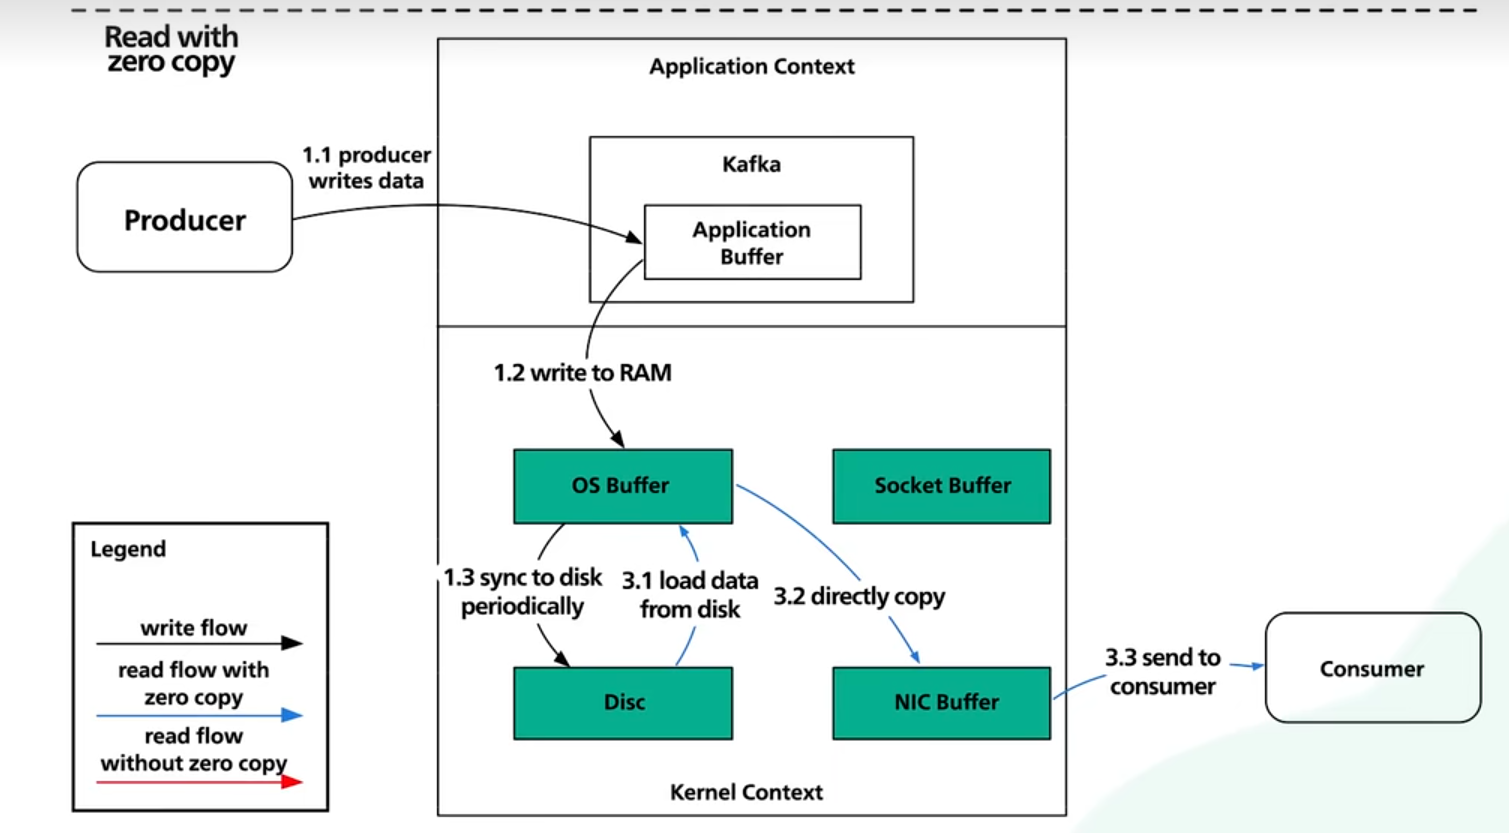 Read with
zero copy
Application Context
1.1 producer
writes data
Kafka
Producer
Application
Buffer
1.2 write to RAM
OS Buffer
Socket Buffer
Legend
write flow
read flow with
zero copy
read flow
without zero copy
1.3 sync to disk
periodically
3.1 load data
from disk
3.2 directly copy
Disc
NIC Buffer
3.3 send to
consumer
Consumer
Kernel Context